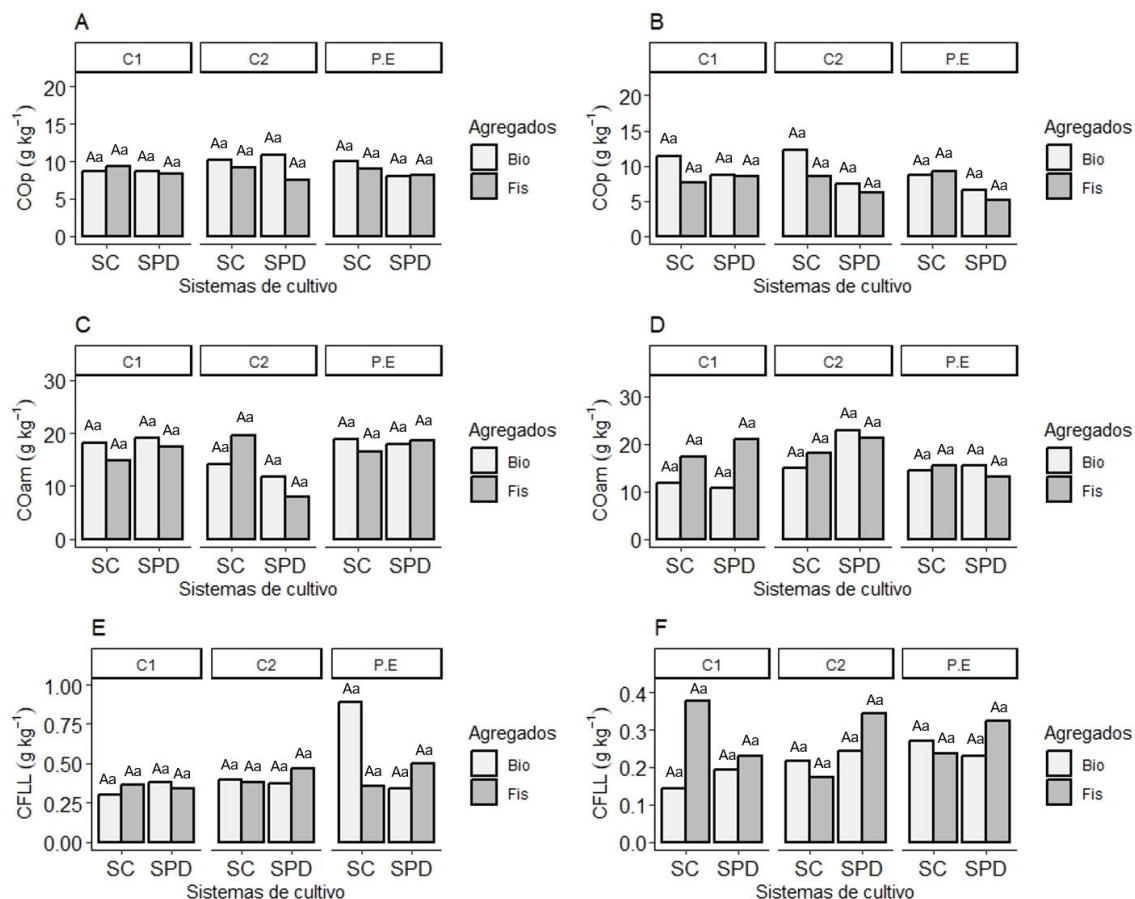 A
C1 C2 P.E
COp (g kg⁻¹)
20
15
10
5
0
Aa Aa Aa Aa Aa Aa Aa Aa Aa Aa Aa Aa
SC SPD SC SPD SC SPD
Sistemas de cultivo
Agregados
Bio
Fis
B
C1 C2 P.E
COp (g kg⁻¹)
20
15
10
5
0
Aa Aa Aa Aa Aa Aa Aa Aa Aa Aa Aa Aa
SC SPD SC SPD SC SPD
Sistemas de cultivo
Agregados
Bio
Fis
C
C1 C2 P.E
COam (g kg⁻¹)
30
20
10
0
Aa Aa Aa Aa Aa Aa Aa Aa Aa Aa Aa Aa
SC SPD SC SPD SC SPD
Sistemas de cultivo
Agregados
Bio
Fis
D
C1 C2 P.E
COam (g kg⁻¹)
30
20
10
0
Aa Aa Aa Aa Aa Aa Aa Aa Aa Aa Aa Aa
SC SPD SC SPD SC SPD
Sistemas de cultivo
Agregados
Bio
Fis
E
C1 C2 P.E
CFLL (g kg⁻¹)
1.00
0.75
0.50
0.25
0.00
Aa Aa Aa Aa Aa Aa Aa Aa Aa Aa Aa Aa
SC SPD SC SPD SC SPD
Sistemas de cultivo
Agregados
Bio
Fis
F
C1 C2 P.E
CFLL (g kg⁻¹)
0.4
0.3
0.2
0.1
0.0
Aa Aa Aa Aa Aa Aa Aa Aa Aa Aa Aa Aa
SC SPD SC SPD SC SPD
Sistemas de cultivo
Agregados
Bio
Fis